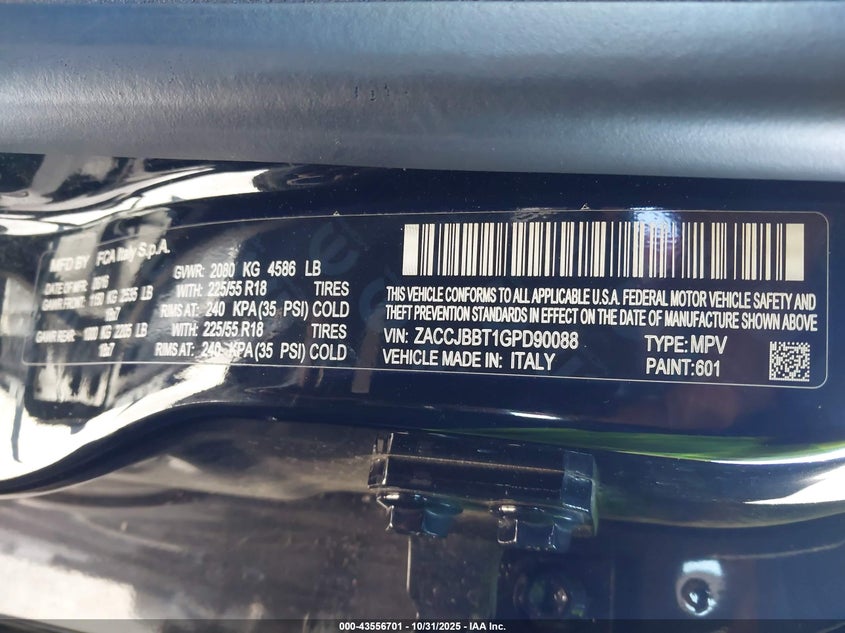 MFD BY FCA Italy S.p.A.
DATE OF MFR
GVWR: 2080 KG 4586 LB
GAWR FRONT: 1150 KG 2535 LB
WITH: 225/55 R18 TIRES
18x7
RIMS AT: 240 KPA (35 PSI) COLD
GAWR REAR: 1000 KG 2205 LB
WITH: 225/55 R18 TIRES
18x7
RIMS AT: 240 KPA (35 PSI) COLD
THIS VEHICLE CONFORMS TO ALL APPLICABLE U.S.A. FEDERAL MOTOR VEHICLE SAFETY AND
THEFT PREVENTION STANDARDS IN EFFECT ON THE DATE OF MANUFACTURE SHOWN ABOVE
VIN: ZACCJBBT1GPD90088 TYPE: MPV
VEHICLE MADE IN: ITALY PAINT: 601
000-43556701 - 10/31/2025 - IAA Inc.